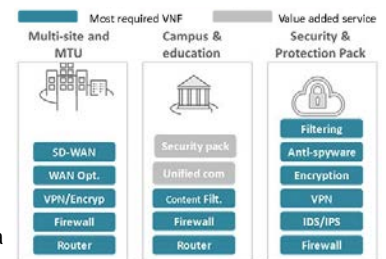 Most required VNF
Value added service
Multi-site and
MTU
SD-WAN
WAN Opt.
VPN/Encryp
Firewall
Router
Campus &
education
Security pack
Unified com
Content Filt.
Firewall
Router
Security &
Protection Pack
Filtering
Anti-spyware
Encryption
VPN
IDS/IPS
Firewall